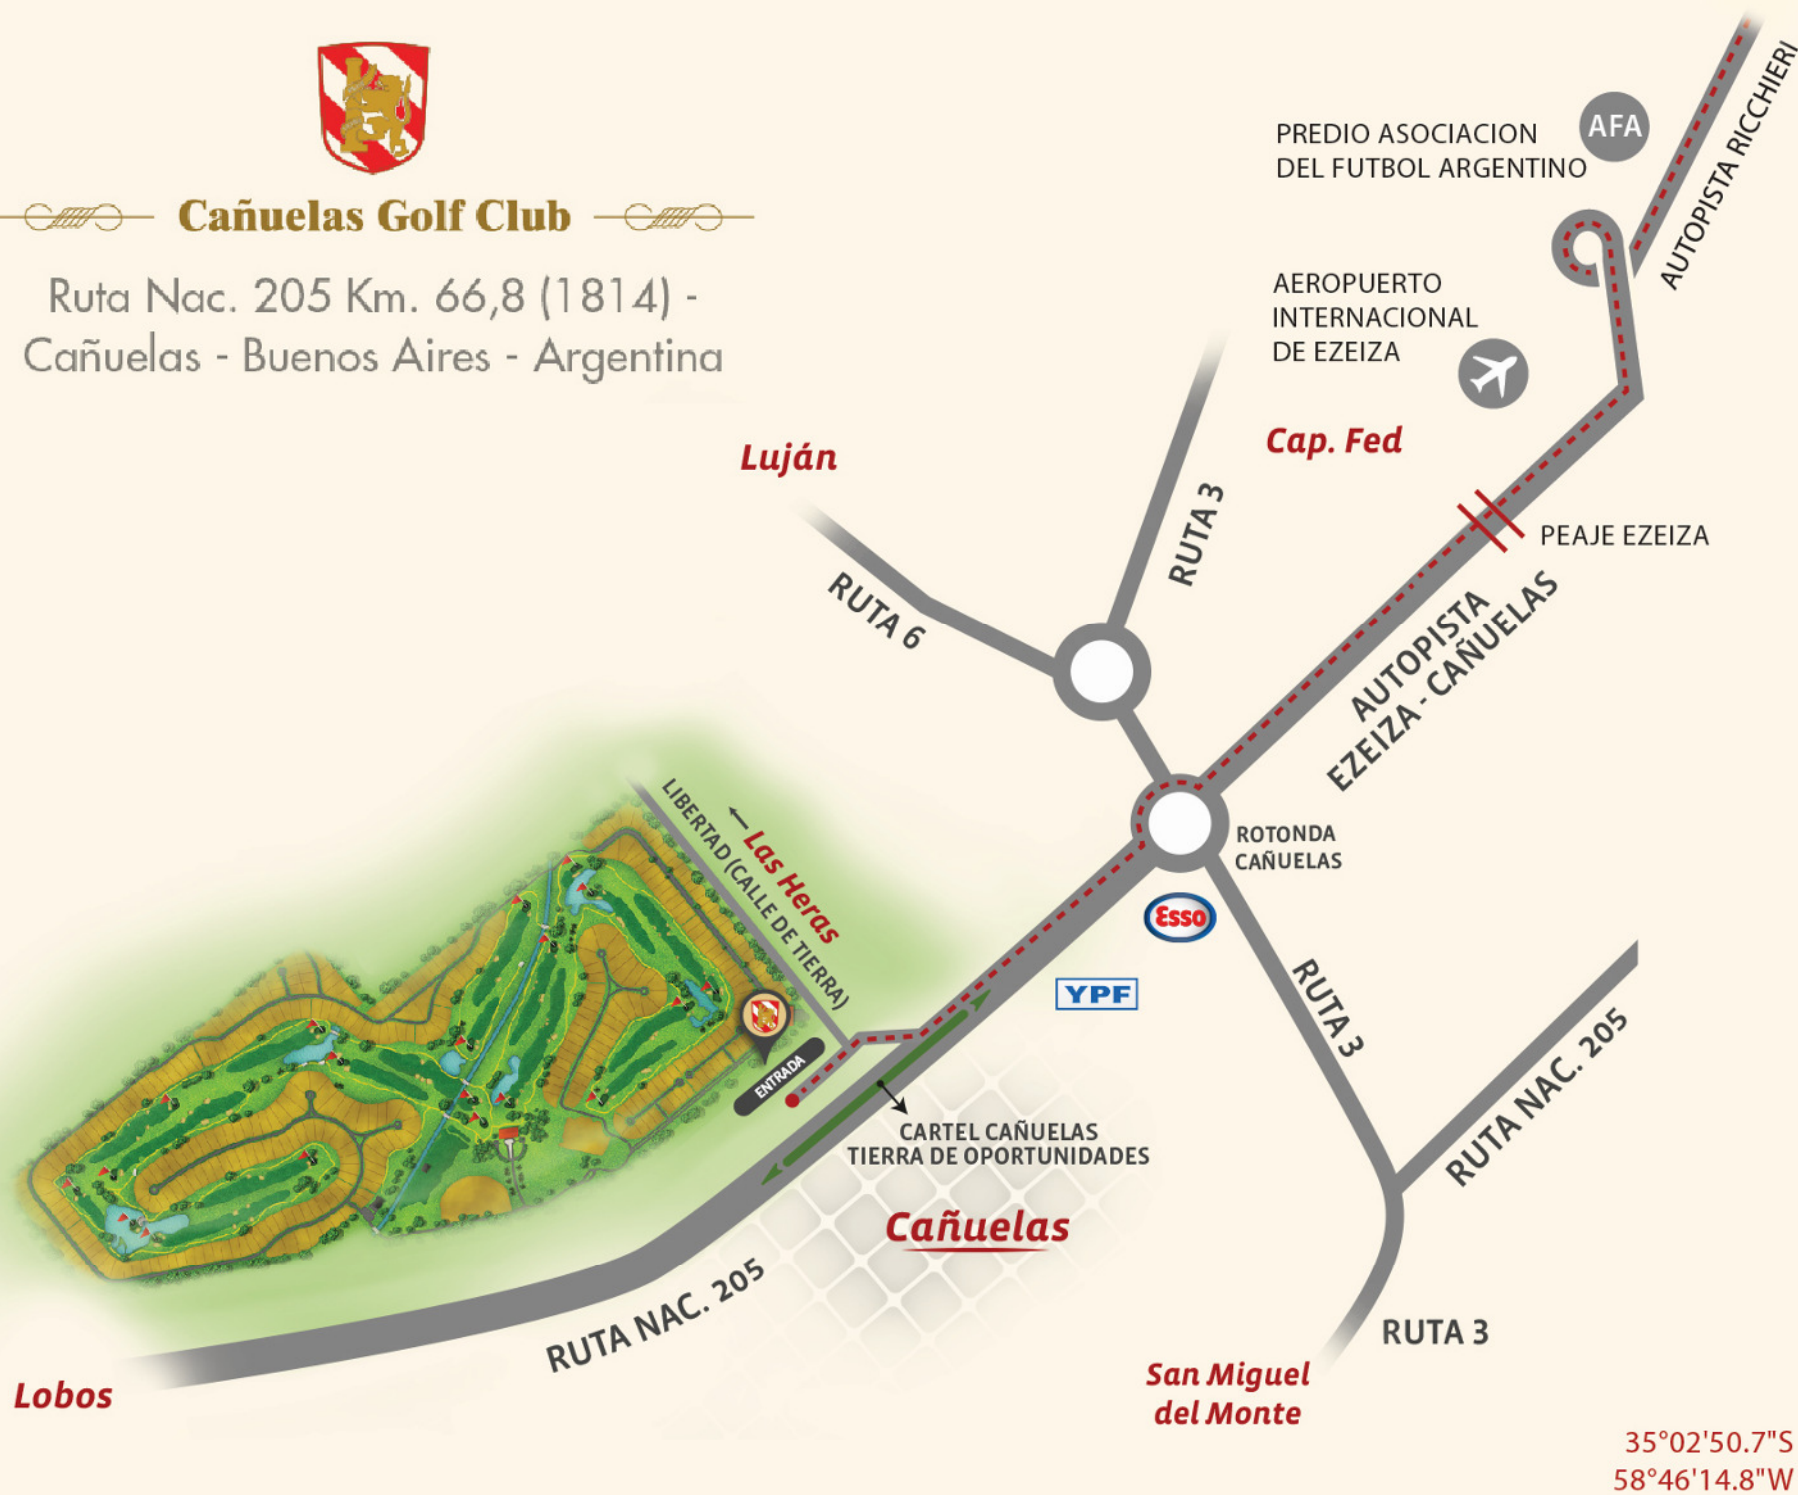 Cañuelas Golf Club
Ruta Nac. 205 Km. 66,8 (1814) -
Cañuelas - Buenos Aires - Argentina
PREDIO ASOCIACION
DEL FUTBOL ARGENTINO
AFA
AUTOPISTA RICCHIERI
AEROPUERTO
INTERNACIONAL
DE EZEIZA
Cap. Fed
Luján
RUTA 3
RUTA 6
PEAJE EZEIZA
AUTOPISTA
EZEIZA - CAÑUELAS
ROTONDA
CAÑUELAS
Esso
YPF
Las Heras
LIBERTAD (CALLE DE TIERRA)
ENTRADA
RUTA 3
RUTA NAC. 205
CARTEL CAÑUELAS
TIERRA DE OPORTUNIDADES
Cañuelas
RUTA NAC. 205
RUTA 3
Lobos
San Miguel
del Monte
35°02'50.7"S
58°46'14.8"W